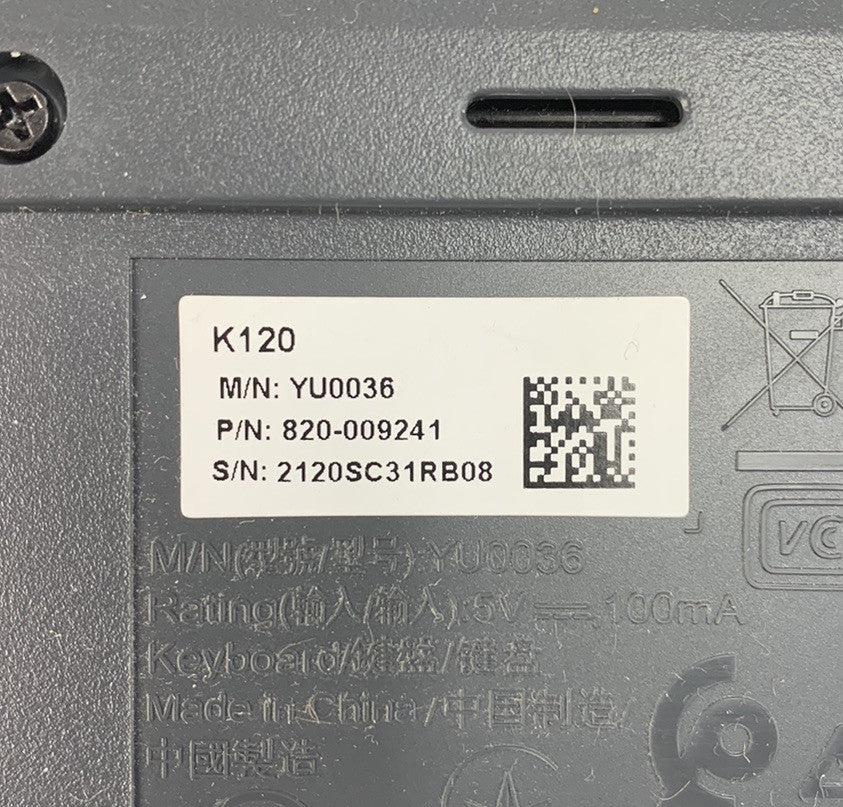 K120
M/N: YU0036
P/N: 820-009241
S/N: 2120SC31RB08
M/N(型號/型号):YU0036
Rating(輸入/输入):5V⎓,100mA
Keyboard/鍵盤/键盘
Made in China/中国制造/
中國製造